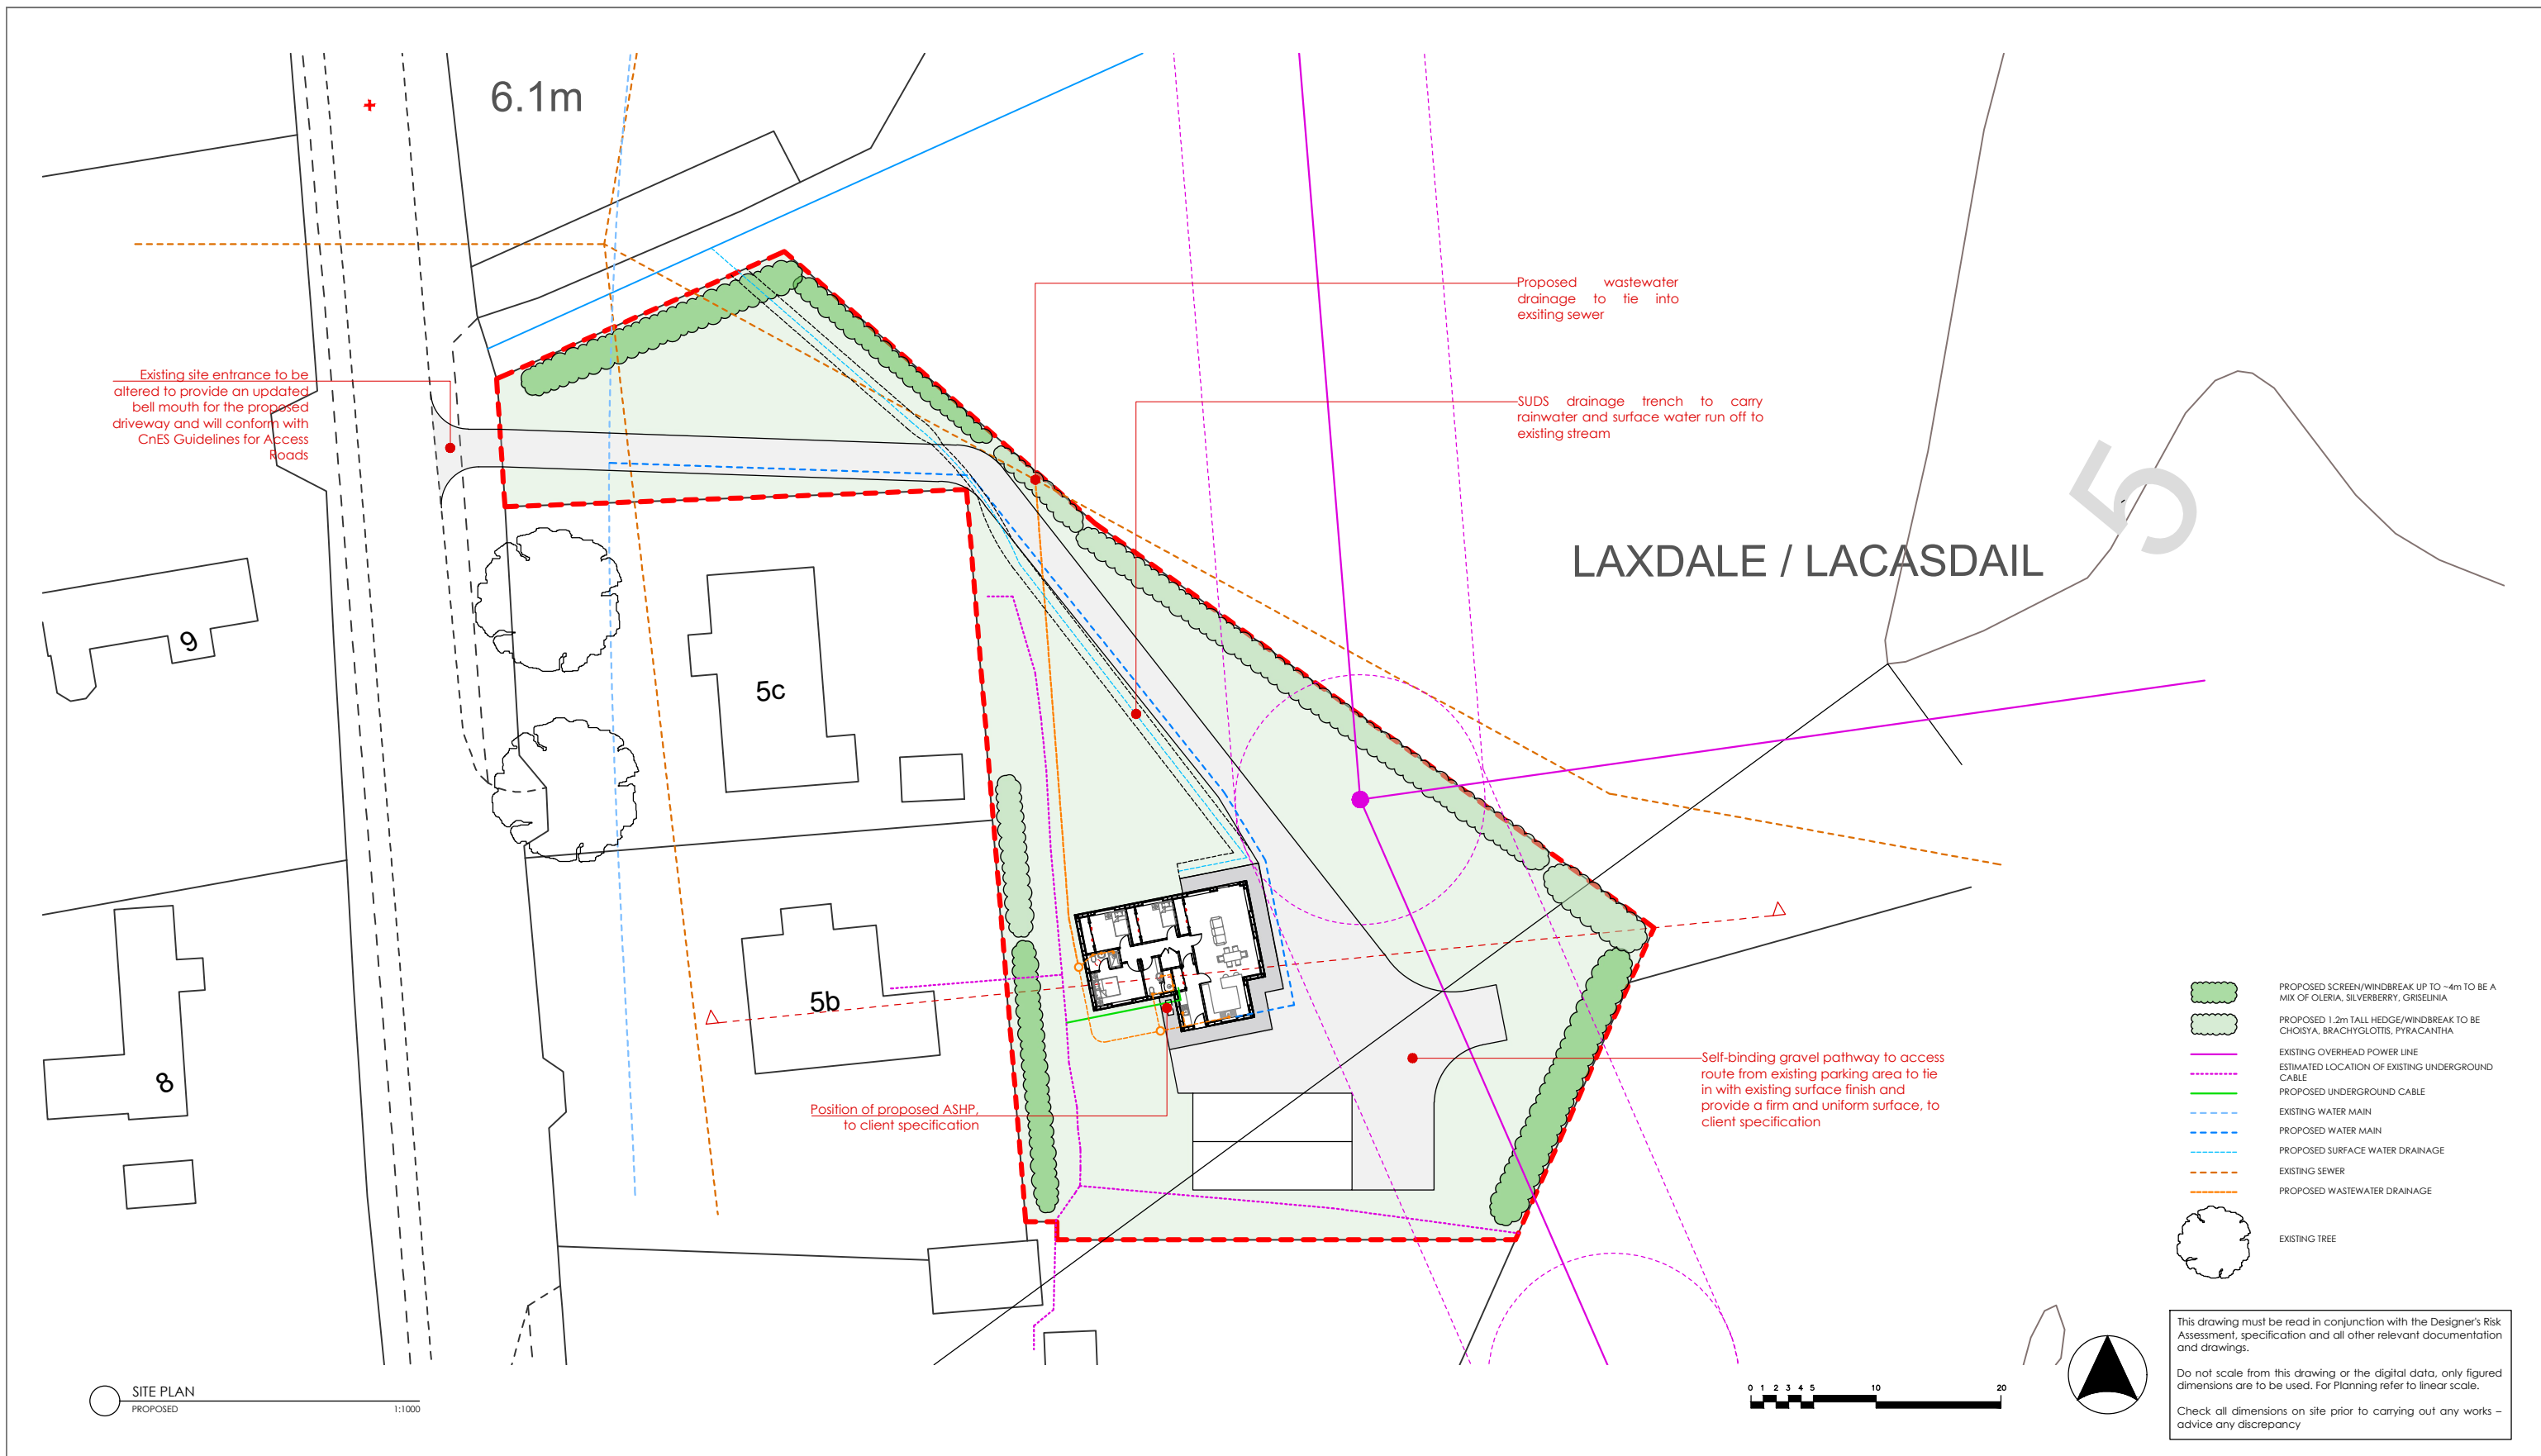 6.1m
Proposed wastewater
drainage to tie into
exsiting sewer
Existing site entrance to be
altered to provide an updated
bell mouth for the proposed
driveway and will conform with
CnES Guidelines for Access
Roads
SUDS drainage trench to carry
rainwater and surface water run off to
existing stream
5
LAXDALE / LACASDAIL
9
5c
5b
8
Self-binding gravel pathway to access
route from existing parking area to tie
in with existing surface finish and
provide a firm and uniform surface, to
client specification
Position of proposed ASHP,
to client specification
PROPOSED SCREEN/WINDBREAK UP TO ~4m TO BE A
MIX OF OLERIA, SILVERBERRY, GRISELINIA
PROPOSED 1.2m TALL HEDGE/WINDBREAK TO BE
CHOISYA, BRACHYGLOTTIS, PYRACANTHA
EXISTING OVERHEAD POWER LINE
ESTIMATED LOCATION OF EXISTING UNDERGROUND
CABLE
PROPOSED UNDERGROUND CABLE
EXISTING WATER MAIN
PROPOSED WATER MAIN
PROPOSED SURFACE WATER DRAINAGE
EXISTING SEWER
PROPOSED WASTEWATER DRAINAGE
EXISTING TREE
This drawing must be read in conjunction with the Designer's Risk
Assessment, specification and all other relevant documentation
and drawings.
Do not scale from this drawing or the digital data, only figured
dimensions are to be used. For Planning refer to linear scale.
Check all dimensions on site prior to carrying out any works –
advice any discrepancy
0 1 2 3 4 5 10 20
SITE PLAN
PROPOSED 1:1000